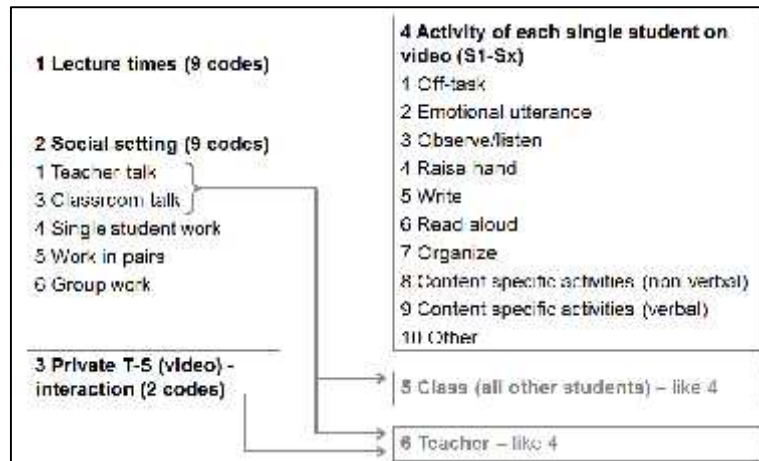 1 Lecture times (9 codes)
2 Social setting (9 codes)
1 Teacher talk
3 Classroom talk
4 Single student work
5 Work in pairs
6 Group work
3 Private T-S (video) -
interaction (2 codes)
4 Activity of each single student on
video (S1-Sx)
1 Off-task
2 Emotional utterance
3 Observe/listen
4 Raise hand
5 Write
6 Read aloud
7 Organize
8 Content specific activities (non verbal)
9 Content specific activities (verbal)
10 Other
5 Class (all other students) – like 4
6 Teacher – like 4